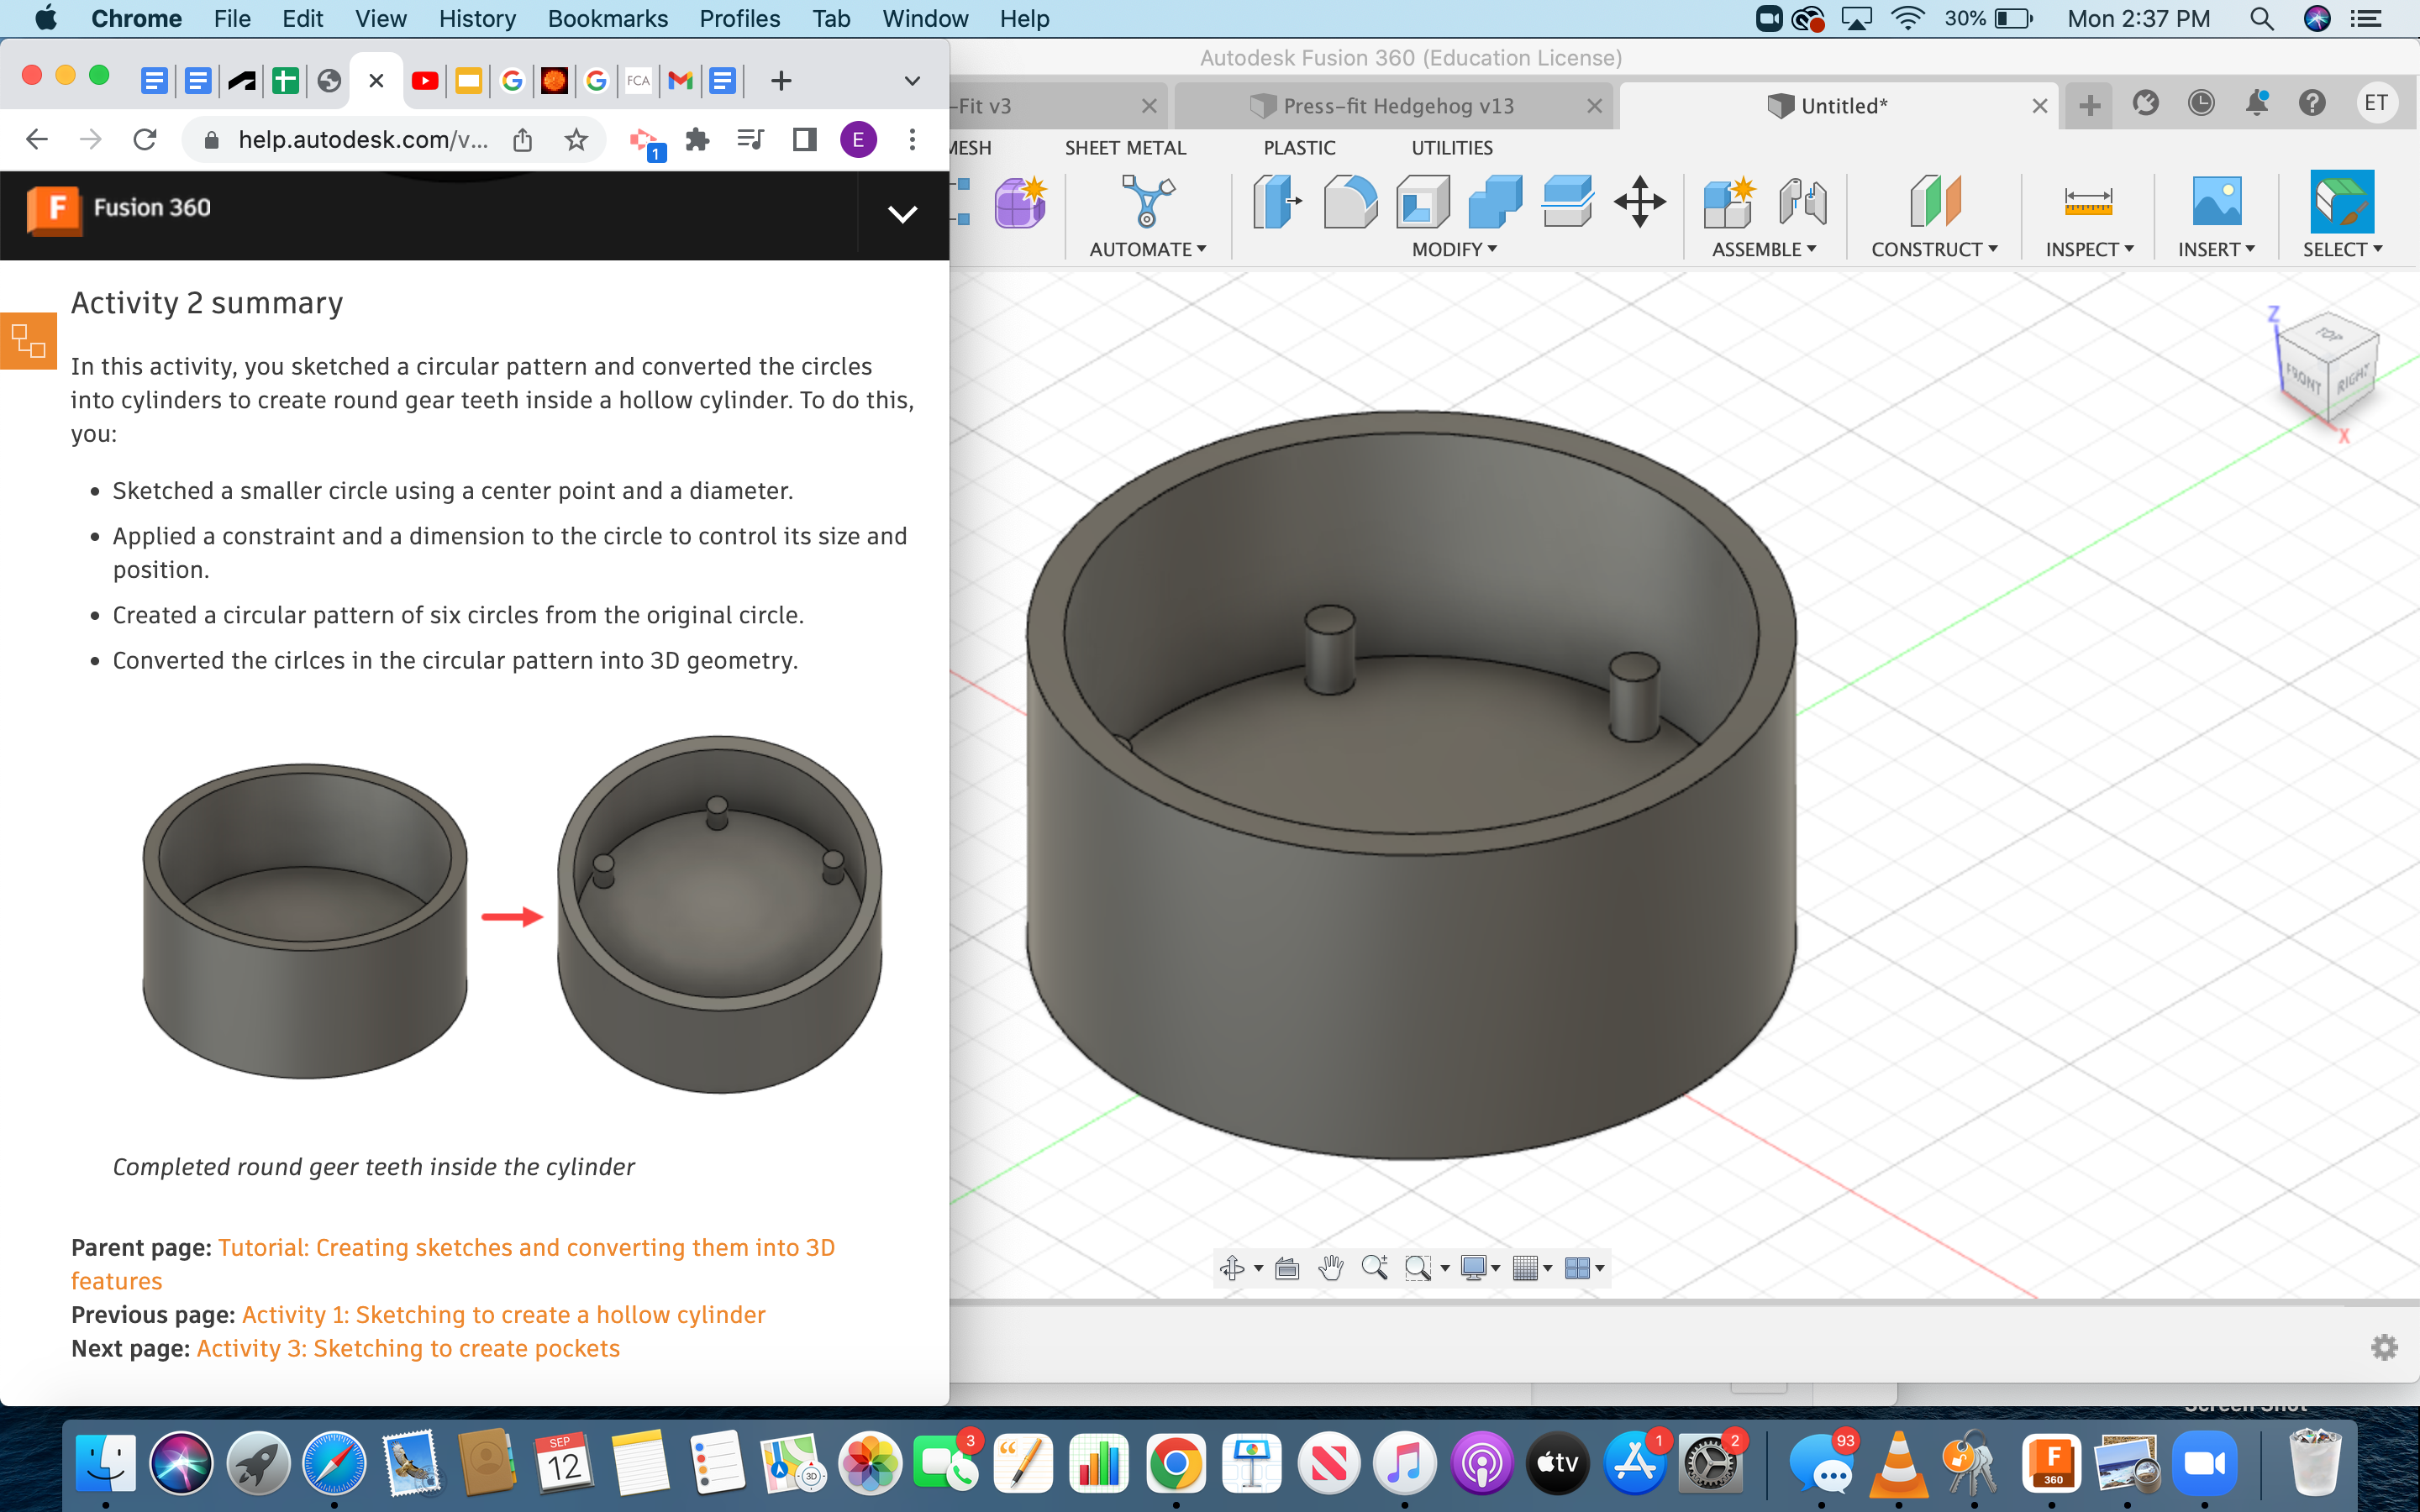 Chrome File Edit View History Bookmarks Profiles Tab Window Help 30% Mon 2:37 PM
Autodesk Fusion 360 (Education License)
FCA
-Fit v3 Press-fit Hedgehog v13 Untitled* ET
help.autodesk.com/v... 1 E
MESH SHEET METAL PLASTIC UTILITIES
F Fusion 360
AUTOMATE MODIFY ASSEMBLE CONSTRUCT INSPECT INSERT SELECT
Activity 2 summary
In this activity, you sketched a circular pattern and converted the circles
into cylinders to create round gear teeth inside a hollow cylinder. To do this,
you:
• Sketched a smaller circle using a center point and a diameter.
• Applied a constraint and a dimension to the circle to control its size and
position.
• Created a circular pattern of six circles from the original circle.
• Converted the cirlces in the circular pattern into 3D geometry.
Completed round geer teeth inside the cylinder
Parent page: Tutorial: Creating sketches and converting them into 3D
features
Previous page: Activity 1: Sketching to create a hollow cylinder
Next page: Activity 3: Sketching to create pockets
Z
TOP
FRONT RIGHT
X
Screen Shot
SEP
12
3D
3
tv
1
2
93
F
360